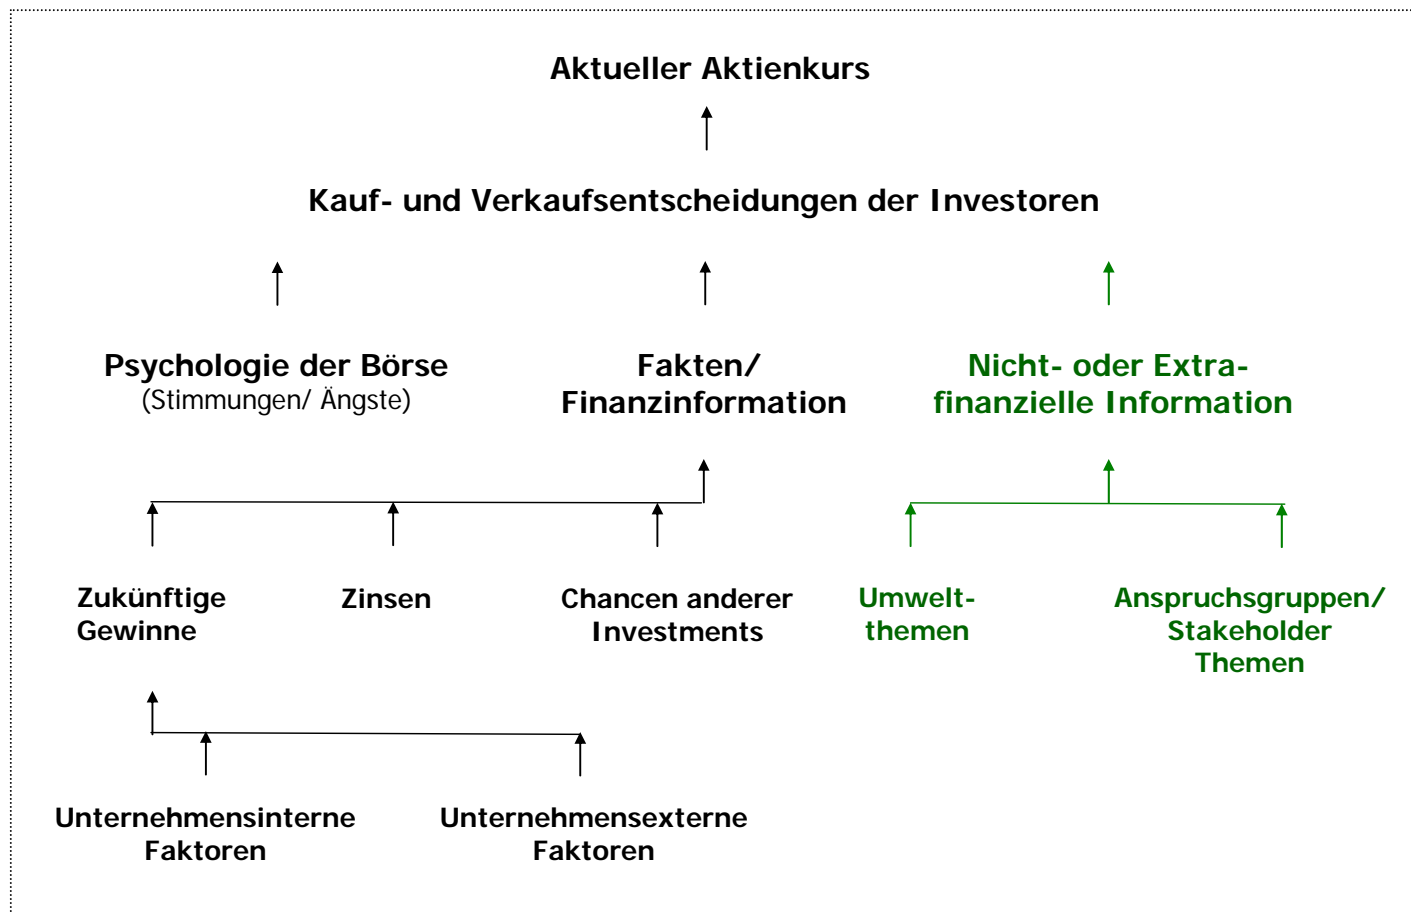 Aktueller Aktienkurs
Kauf- und Verkaufsentscheidungen der Investoren
Psychologie der Börse
(Stimmungen/ Ängste)
Fakten/
Finanzinformation
Nicht- oder Extra-
finanzielle Information
Zukünftige
Gewinne
Zinsen
Chancen anderer
Investments
Umwelt-
themen
Anspruchsgruppen/
Stakeholder
Themen
Unternehmensinterne
Faktoren
Unternehmensexterne
Faktoren